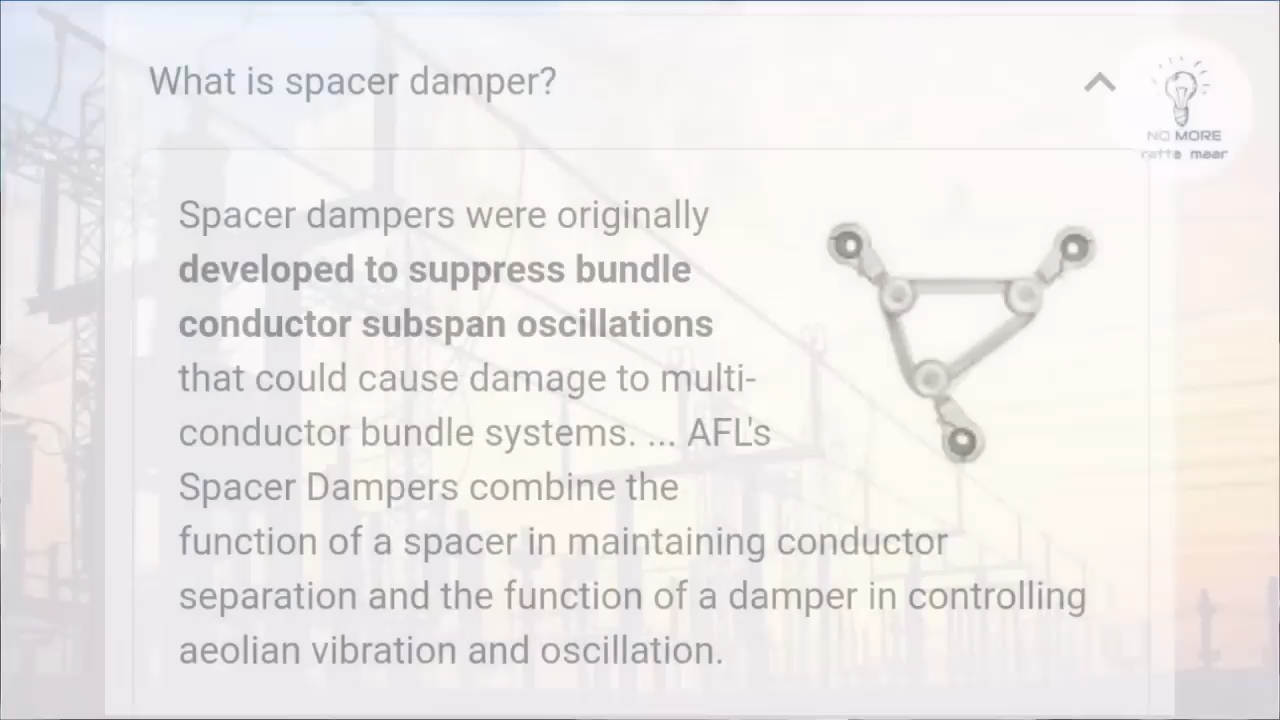 What is spacer damper?
NO MORE
ratta maar
Spacer dampers were originally
developed to suppress bundle
conductor subspan oscillations
that could cause damage to multi-
conductor bundle systems. ... AFL's
Spacer Dampers combine the
function of a spacer in maintaining conductor
separation and the function of a damper in controlling
aeolian vibration and oscillation.